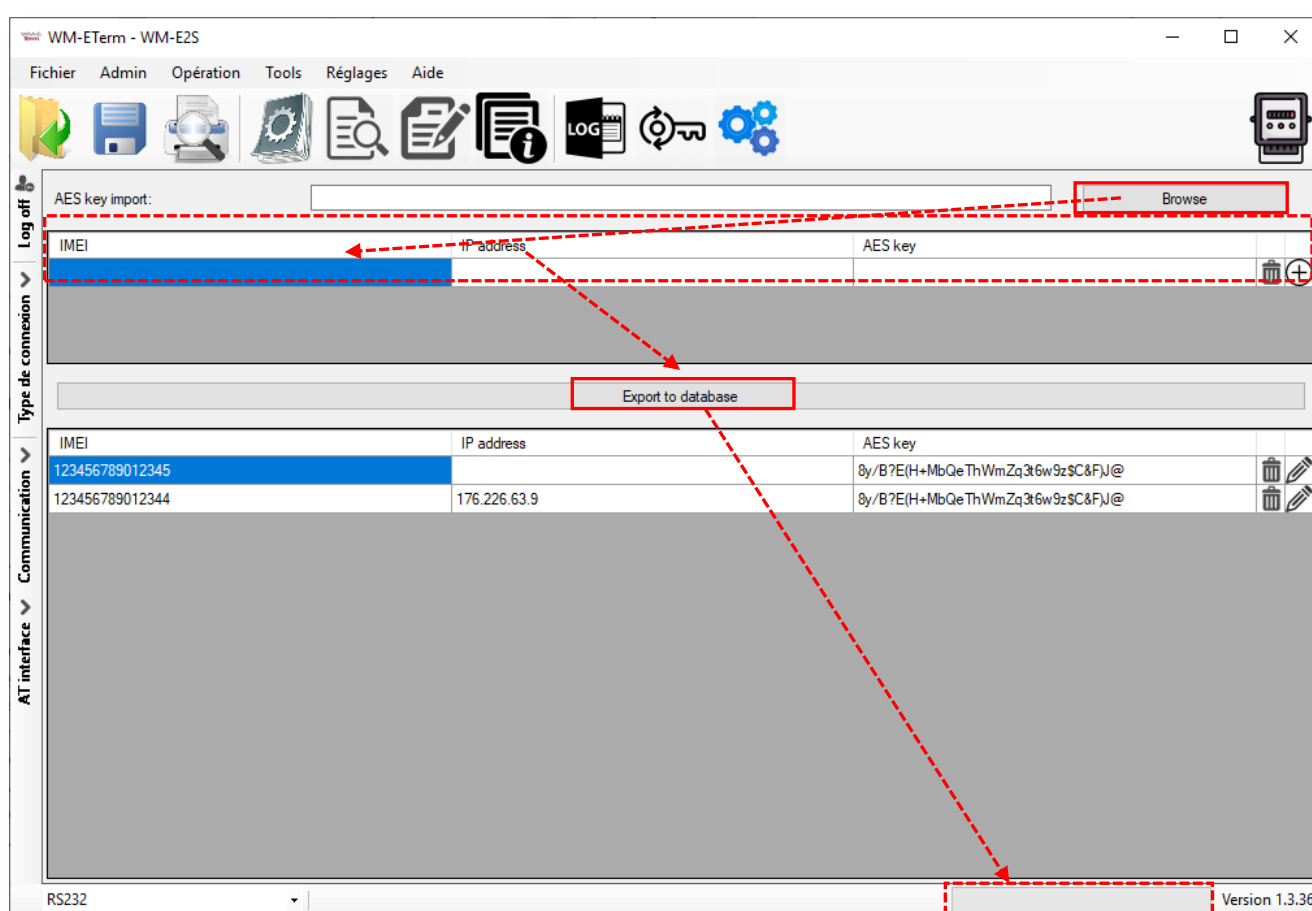 WM-ETerm - WM-E2S
Fichier Admin Opération Tools Réglages Aide
LOG
Log off
Type de connexion
Communication
AT interface
AES key import:
Browse
IMEI IP address AES key
Export to database
IMEI IP address AES key
123456789012345 8y/B?E(H+MbQeThWmZq3t6w9z$C&F)J@
123456789012344 176.226.63.9 8y/B?E(H+MbQeThWmZq3t6w9z$C&F)J@
RS232
Version 1.3.36